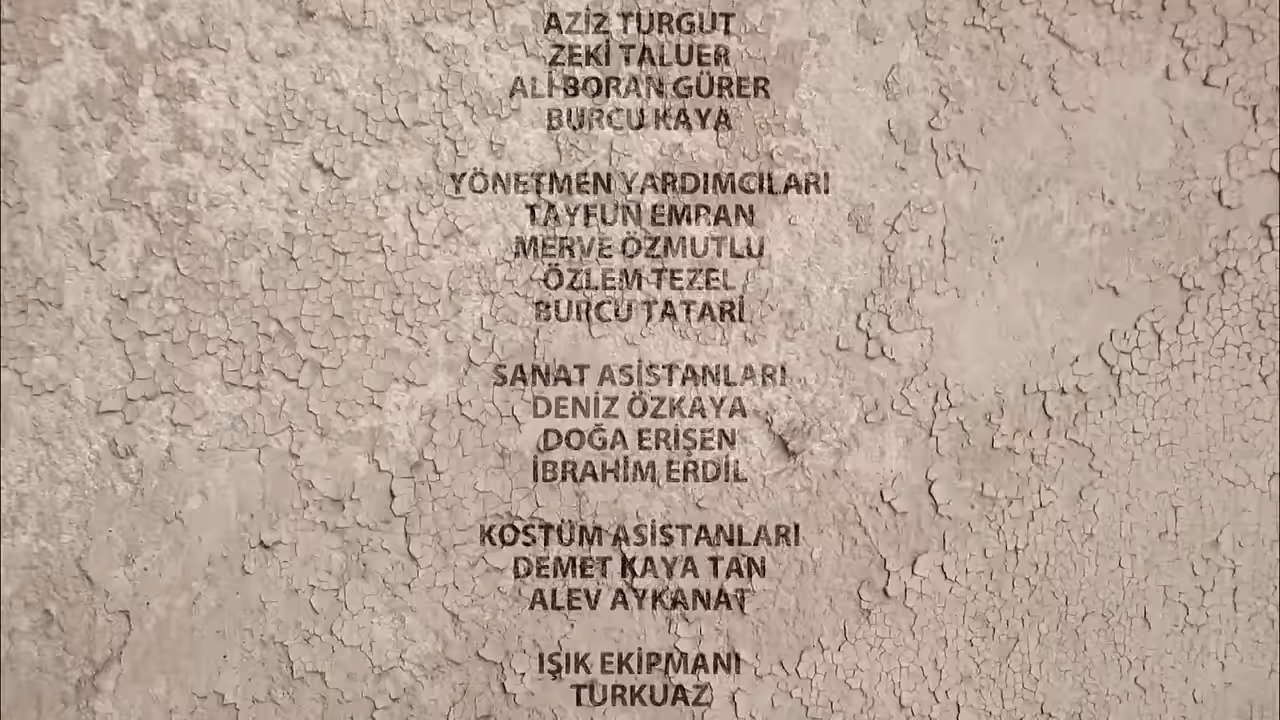 AZİZ TURGUT
ZEKİ TALUER
ALİ BORAN GÜRER
BURCU KAYA
YÖNETMEN YARDIMCILARI
TAYFUN EMRAN
MERVE ÖZMUTLU
ÖZLEM TEZEL
BURCU TATARİ
SANAT ASİSTANLARI
DENİZ ÖZKAYA
DOĞA ERİŞEN
İBRAHİM ERDİL
KOSTÜM ASİSTANLARI
DEMET KAYA TAN
ALEV AYKANAT
IŞIK EKİPMANI
TURKUAZ